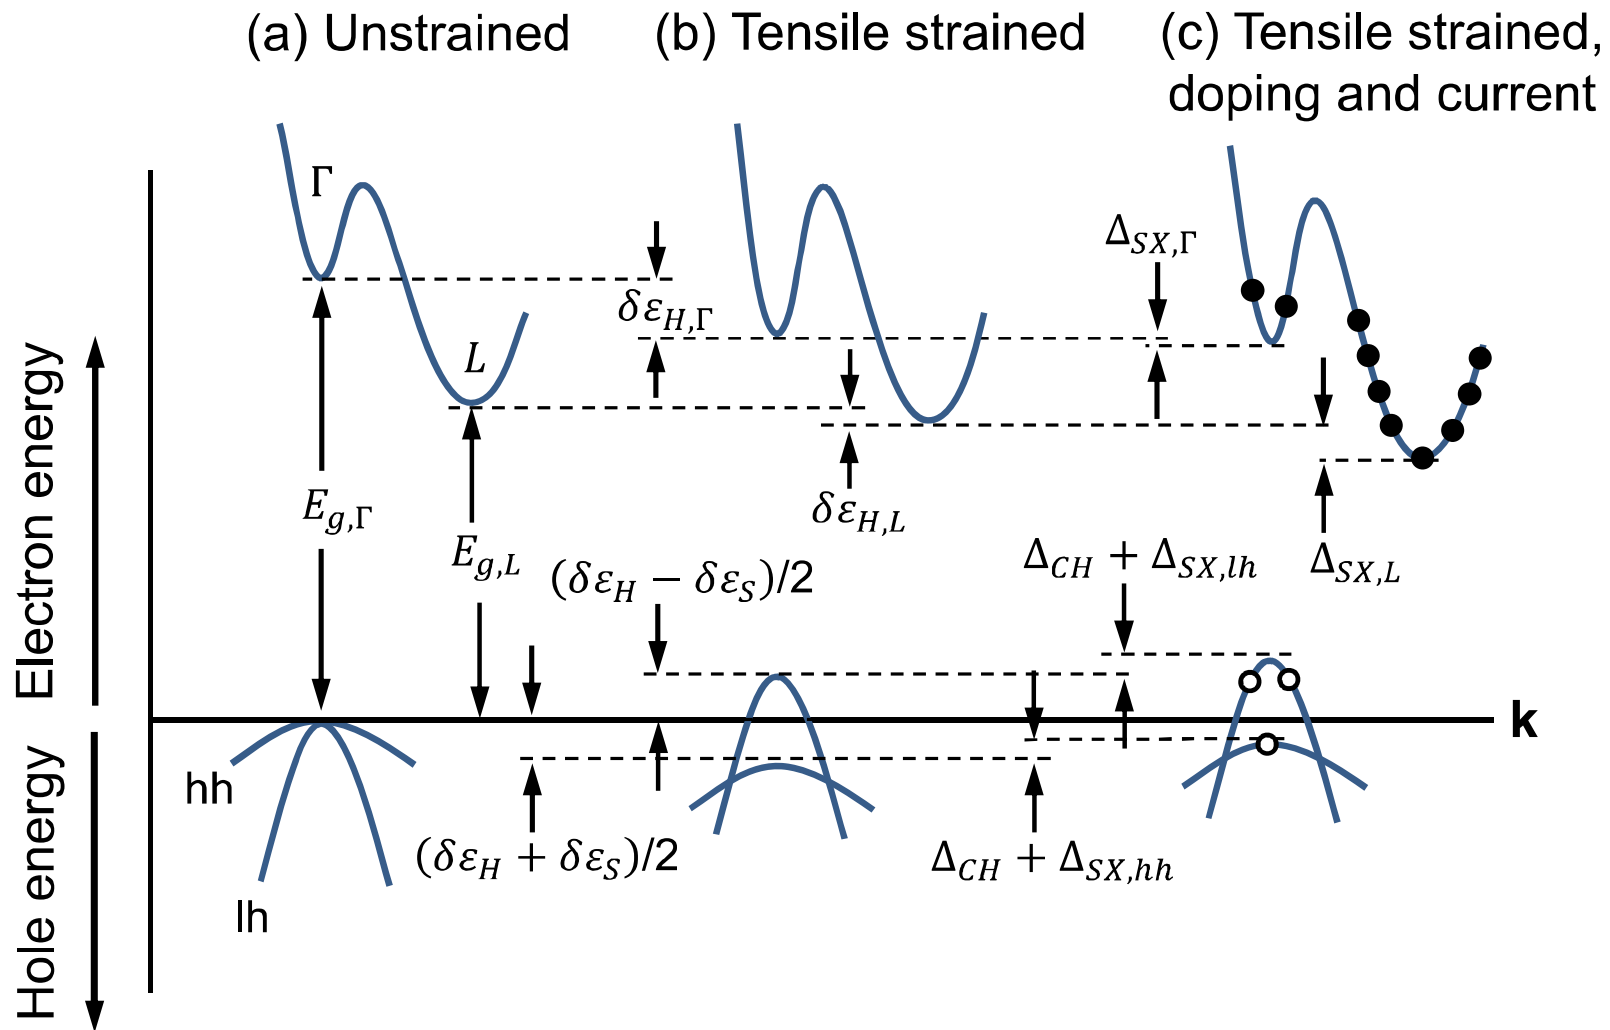 (a) Unstrained
(b) Tensile strained
(c) Tensile strained,
doping and current
Γ
L
δε_{H,Γ}
Δ_{SX,Γ}
E_{g,Γ}
E_{g,L}
δε_{H,L}
Δ_{SX,L}
(δε_H − δε_S)/2
Δ_{CH} + Δ_{SX,lh}
k
hh
lh
(δε_H + δε_S)/2
Δ_{CH} + Δ_{SX,hh}
Electron energy
Hole energy